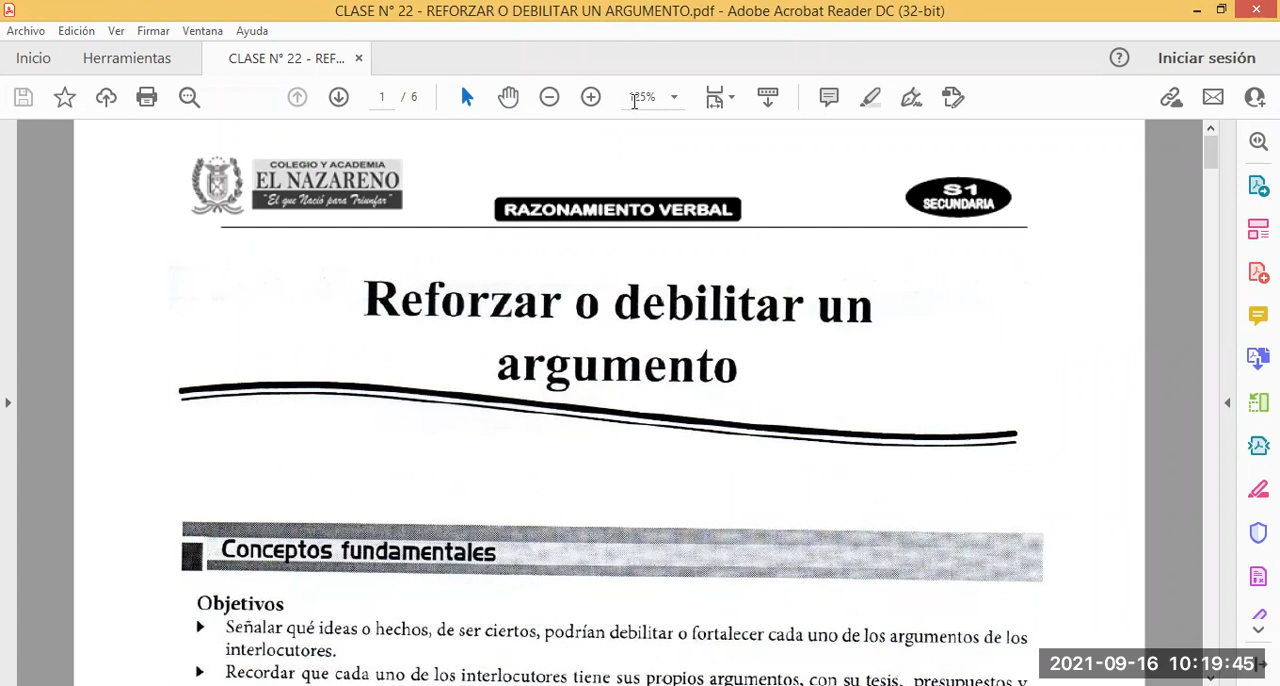 CLASE N° 22 - REFORZAR O DEBILITAR UN ARGUMENTO.pdf - Adobe Acrobat Reader DC (32-bit)
Archivo Edición Ver Firmar Ventana Ayuda
Inicio Herramientas CLASE N° 22 - REF... × Iniciar sesión
1 / 6
COLEGIO Y ACADEMIA
EL NAZARENO
"El que Nació para Triunfar"
RAZONAMIENTO VERBAL
S1
SECUNDARIA
Reforzar o debilitar un
argumento
Conceptos fundamentales
Objetivos
Señalar qué ideas o hechos, de ser ciertos, podrían debilitar o fortalecer cada uno de los argumentos de los
interlocutores.
Recordar que cada uno de los interlocutores tiene sus propios argumentos, con su tesis, presupuestos y
2021-09-16 10:19:45